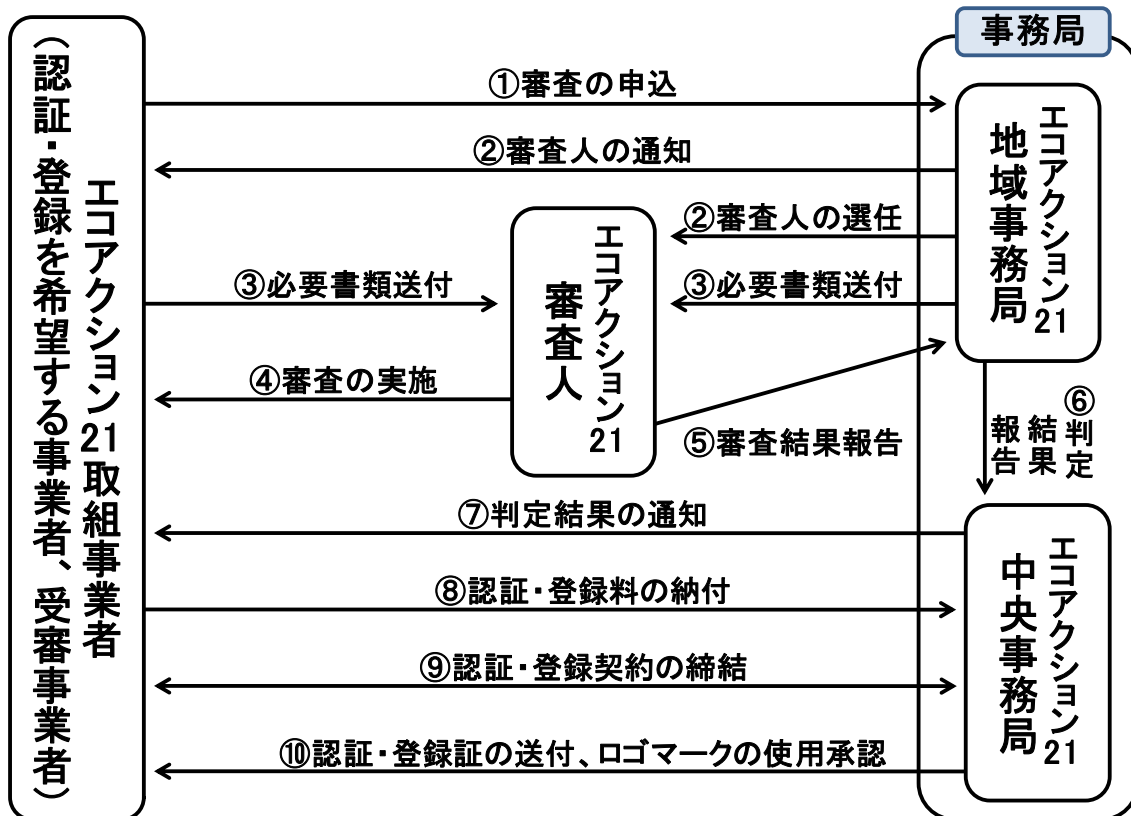 事務局
エコアクション21取組事業者
（認証・登録を希望する事業者、受審事業者）
①審査の申込
エコアクション21
地域事務局
②審査人の通知
②審査人の選任
エコアクション21
審査人
③必要書類送付
③必要書類送付
④審査の実施
⑤審査結果報告
⑥判定
結果
報告
⑦判定結果の通知
エコアクション21
中央事務局
⑧認証・登録料の納付
⑨認証・登録契約の締結
⑩認証・登録証の送付、ロゴマークの使用承認